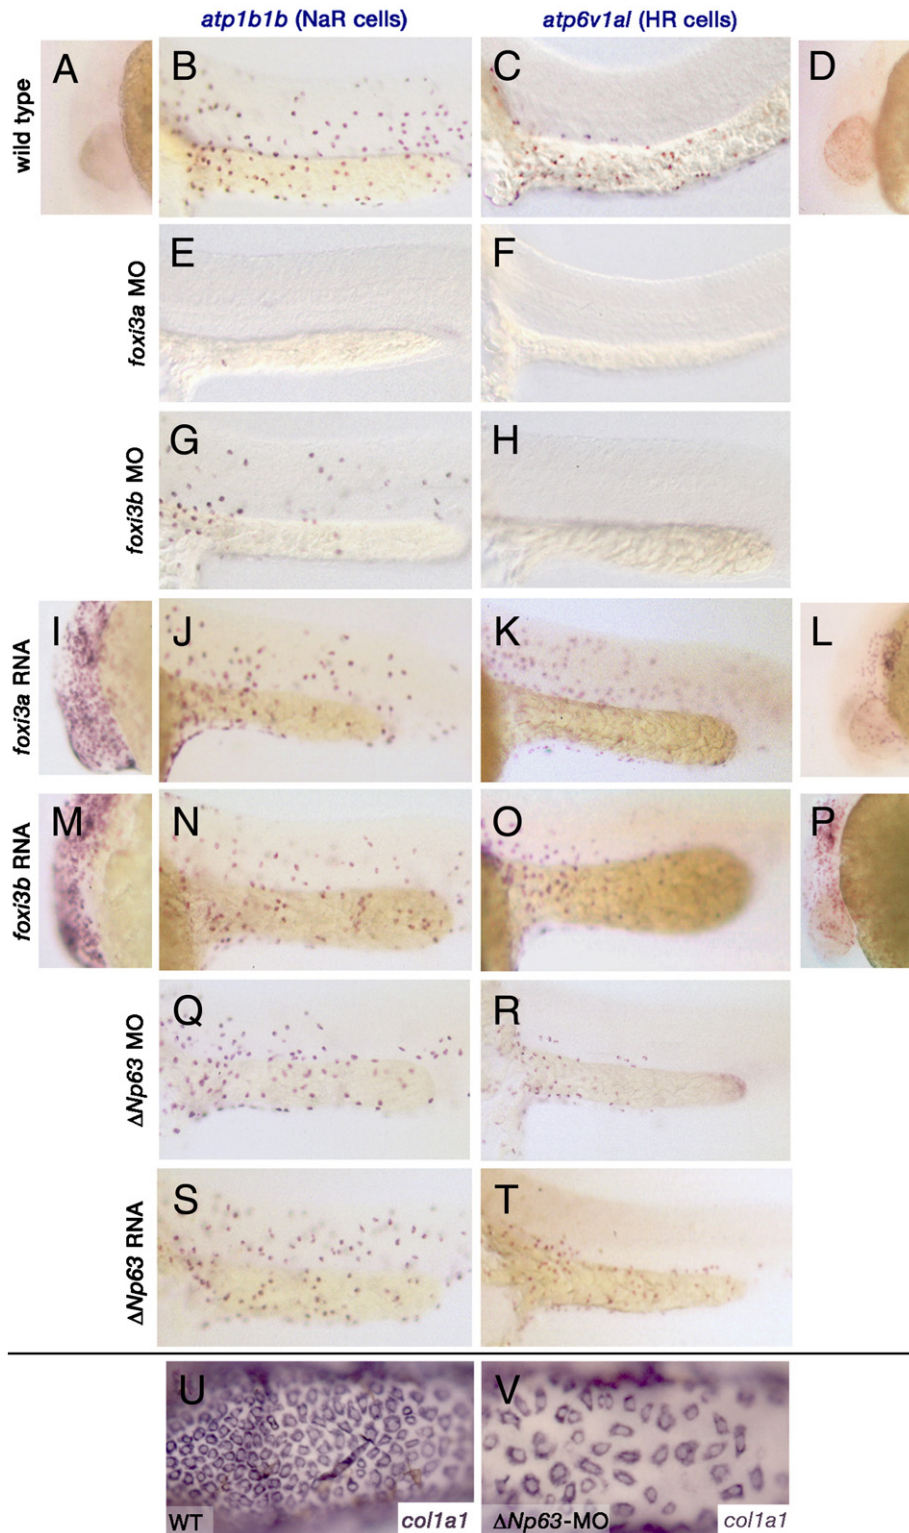 atp1b1b (NaR cells)
atp6v1al (HR cells)
wild type
A
B
C
D
foxi3a MO
E
F
foxi3b MO
G
H
foxi3a RNA
I
J
K
L
foxi3b RNA
M
N
O
P
ΔNp63 MO
Q
R
ΔNp63 RNA
S
T
U
WT
col1a1
V
ΔNp63-MO
col1a1